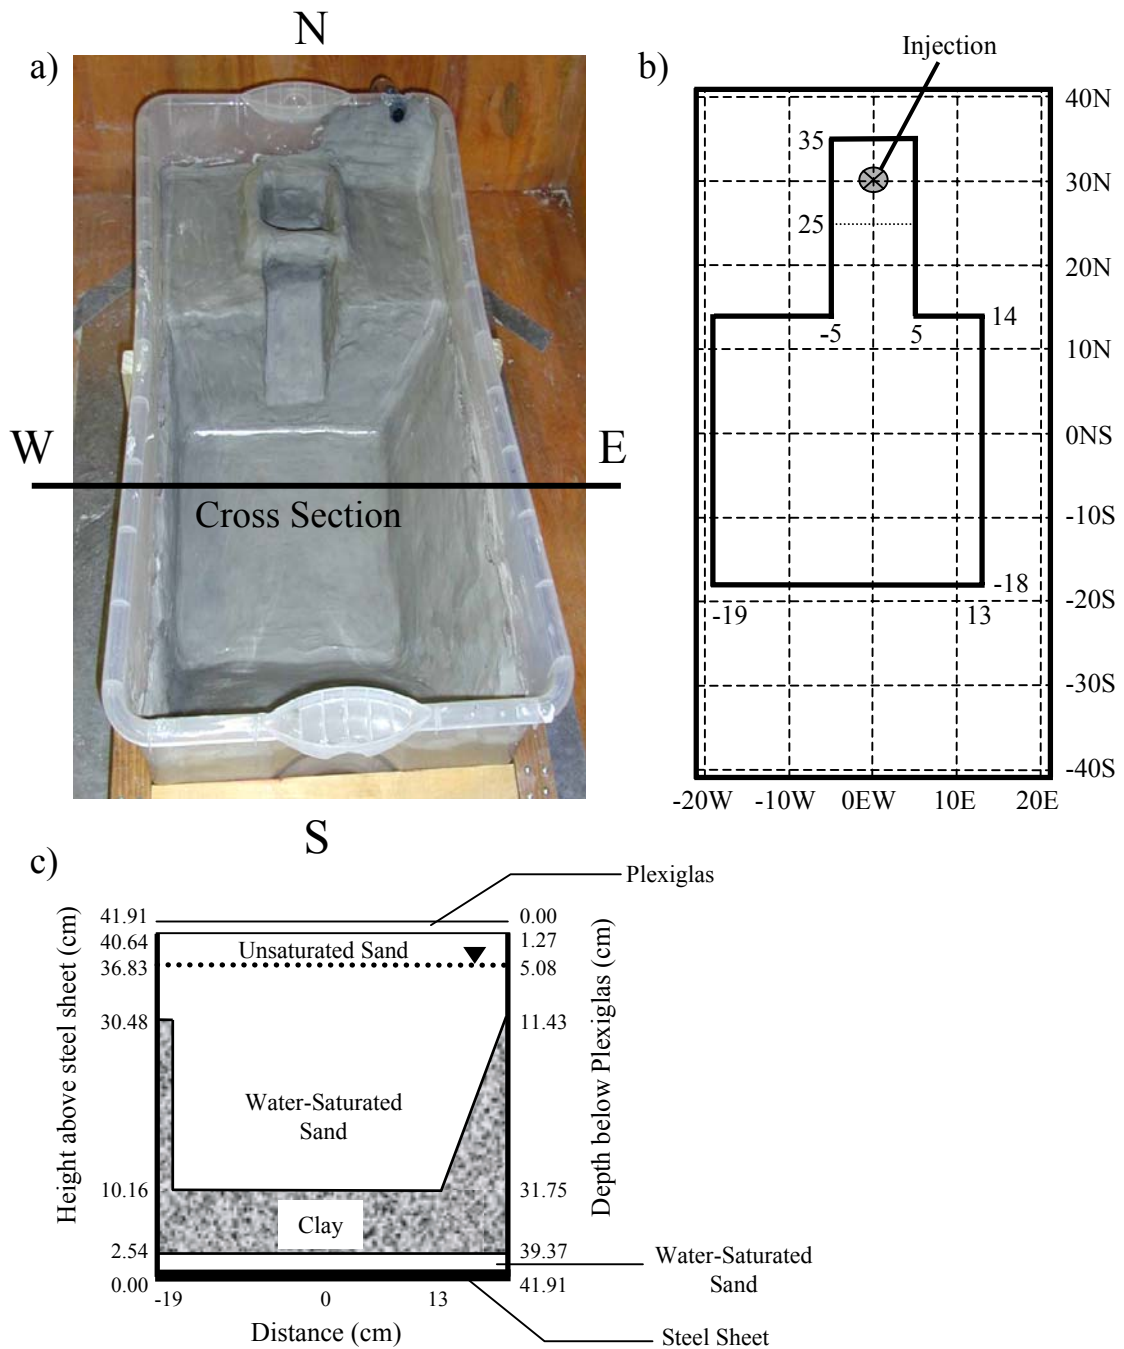 N
a)
W
E
Cross Section
S
b)
Injection
40N
35
30N
25
20N
-5
5
14
10N
0NS
-10S
-18
-19
13
-20S
-30S
-40S
-20W
-10W
0EW
10E
20E
c)
Plexiglas
Height above steel sheet (cm)
41.91
40.64
36.83
30.48
10.16
2.54
0.00
Unsaturated Sand
Water-Saturated
Sand
Clay
0.00
1.27
5.08
11.43
31.75
39.37
41.91
Depth below Plexiglas (cm)
Water-Saturated
Sand
Steel Sheet
-19
0
13
Distance (cm)